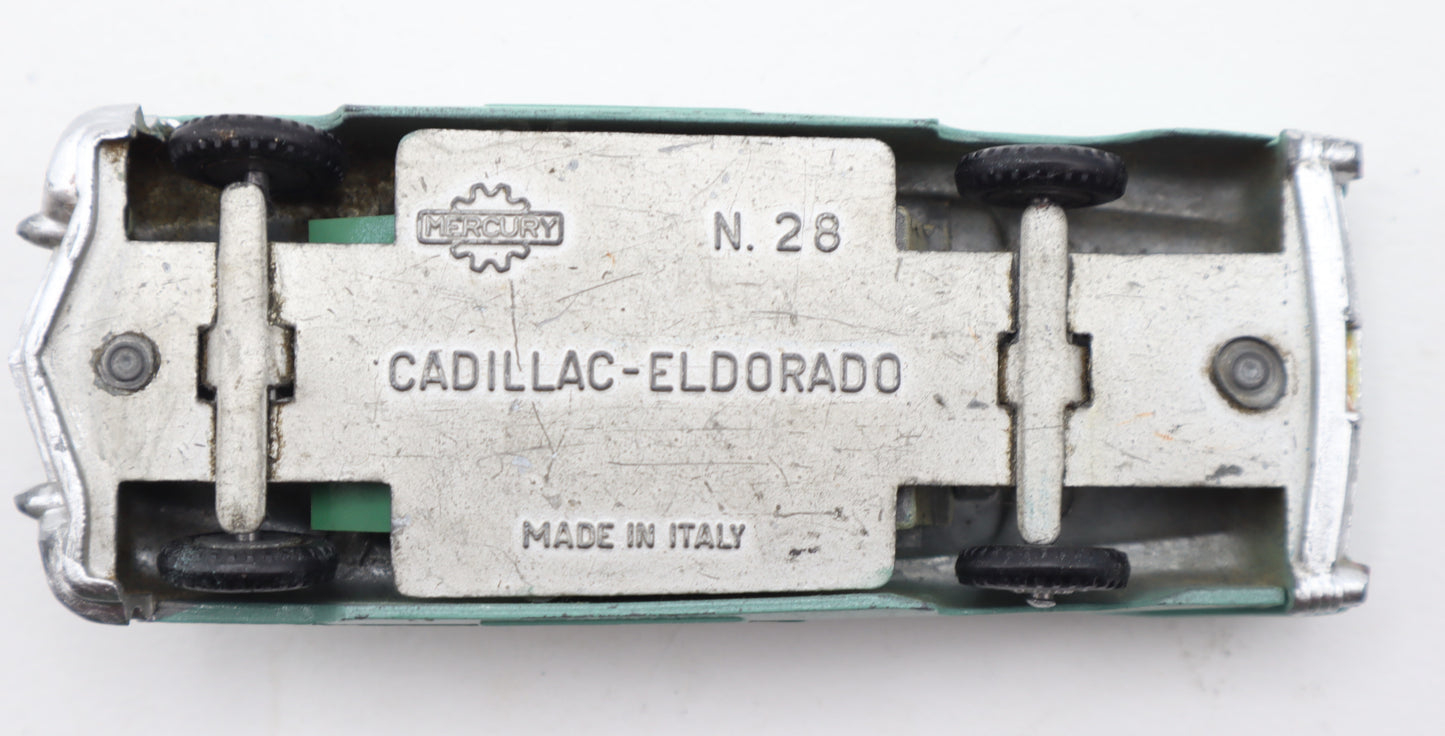 MERCURY
N. 28
CADILLAC-ELDORADO
MADE IN ITALY